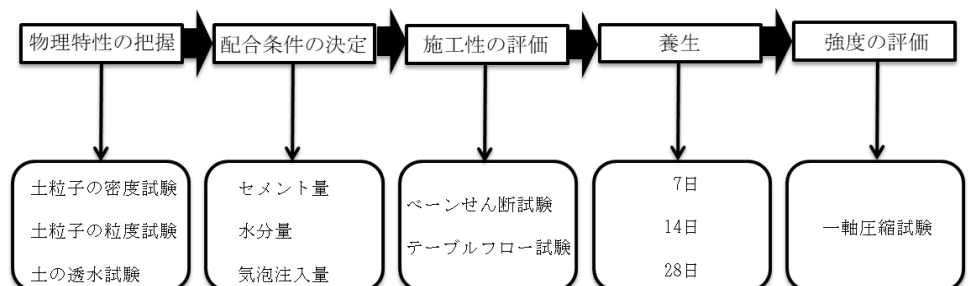 物理特性の把握
配合条件の決定
施工性の評価
養生
強度の評価
土粒子の密度試験
土粒子の粒度試験
土の透水試験
セメント量
水分量
気泡注入量
ベーンせん断試験
テーブルフロー試験
7日
14日
28日
一軸圧縮試験